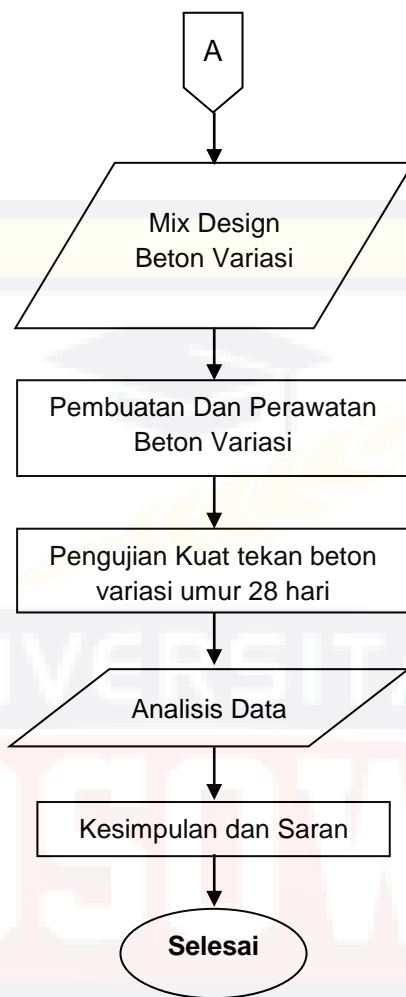 A
Mix Design
Beton Variasi
Pembuatan Dan Perawatan
Beton Variasi
Pengujian Kuat tekan beton
variasi umur 28 hari
Analisis Data
Kesimpulan dan Saran
Selesai